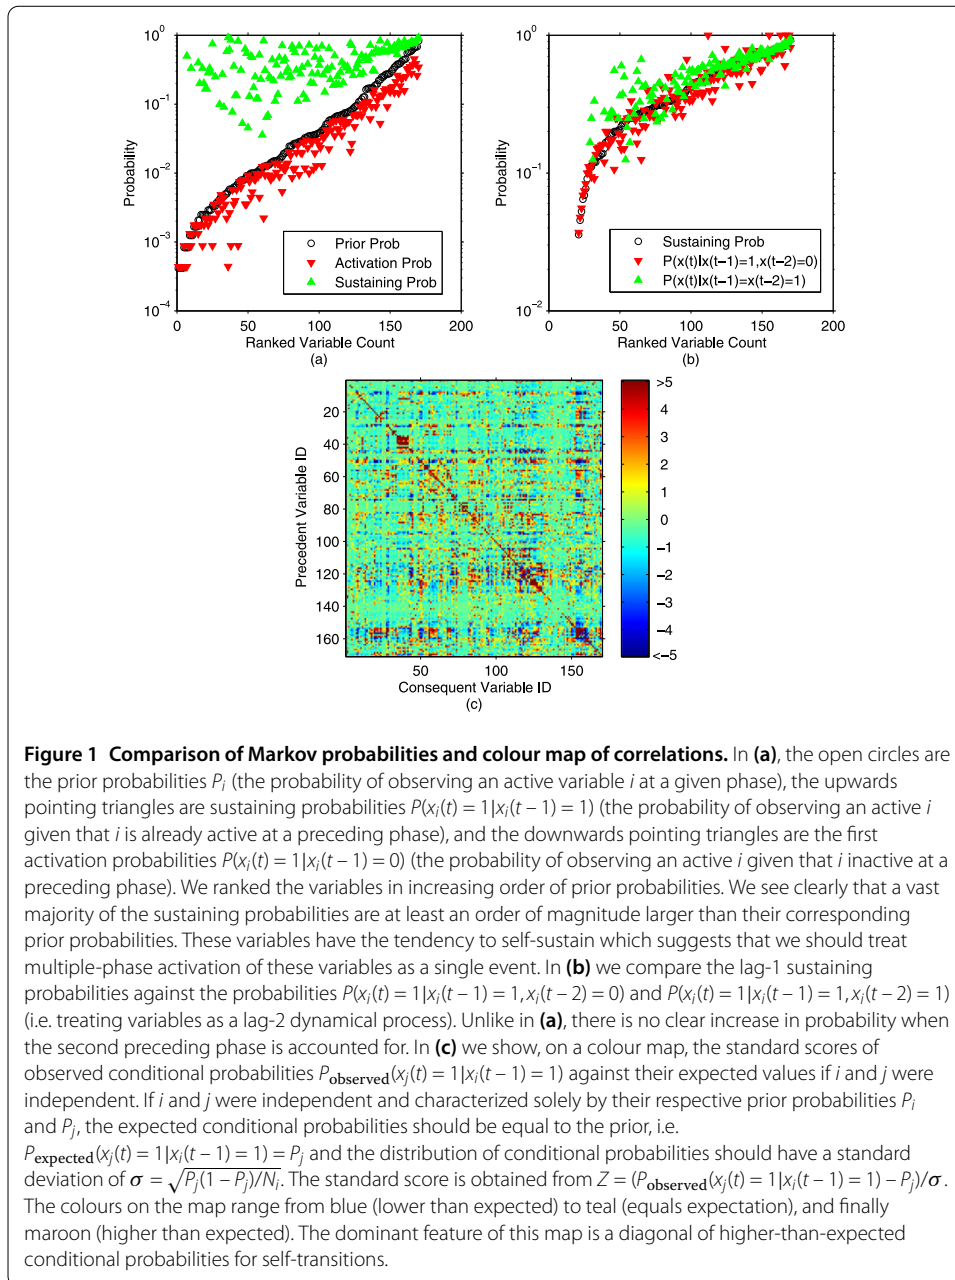 10^0
10^−1
10^−2
10^−3
10^−4
Probability
0 50 100 150 200
Ranked Variable Count
(a)
Prior Prob
Activation Prob
Sustaining Prob
10^0
10^−1
10^−2
Probability
0 50 100 150 200
Ranked Variable Count
(b)
Sustaining Prob
P(x(t)|x(t−1)=1,x(t−2)=0)
P(x(t)|x(t−1)=x(t−2)=1)
20
40
60
80
100
120
140
160
Precedent Variable ID
50 100 150
Consequent Variable ID
(c)
>5
4
3
2
1
0
−1
−2
−3
−4
<−5
Figure 1 Comparison of Markov probabilities and colour map of correlations. In (a), the open circles are
the prior probabilities P_i (the probability of observing an active variable i at a given phase), the upwards
pointing triangles are sustaining probabilities P(x_i(t) = 1|x_i(t − 1) = 1) (the probability of observing an active i
given that i is already active at a preceding phase), and the downwards pointing triangles are the first
activation probabilities P(x_i(t) = 1|x_i(t − 1) = 0) (the probability of observing an active i given that i inactive at a
preceding phase). We ranked the variables in increasing order of prior probabilities. We see clearly that a vast
majority of the sustaining probabilities are at least an order of magnitude larger than their corresponding
prior probabilities. These variables have the tendency to self-sustain which suggests that we should treat
multiple-phase activation of these variables as a single event. In (b) we compare the lag-1 sustaining
probabilities against the probabilities P(x_i(t) = 1|x_i(t − 1) = 1, x_i(t − 2) = 0) and P(x_i(t) = 1|x_i(t − 1) = 1, x_i(t − 2) = 1)
(i.e. treating variables as a lag-2 dynamical process). Unlike in (a), there is no clear increase in probability when
the second preceding phase is accounted for. In (c) we show, on a colour map, the standard scores of
observed conditional probabilities P_observed(x_j(t) = 1|x_i(t − 1) = 1) against their expected values if i and j were
independent. If i and j were independent and characterized solely by their respective prior probabilities P_i
and P_j, the expected conditional probabilities should be equal to the prior, i.e.
P_expected(x_j(t) = 1|x_i(t − 1) = 1) = P_j and the distribution of conditional probabilities should have a standard
deviation of σ = √(P_j(1 − P_j)/N_i). The standard score is obtained from Z = (P_observed(x_j(t) = 1|x_i(t − 1) = 1) − P_j)/σ.
The colours on the map range from blue (lower than expected) to teal (equals expectation), and finally
maroon (higher than expected). The dominant feature of this map is a diagonal of higher-than-expected
conditional probabilities for self-transitions.